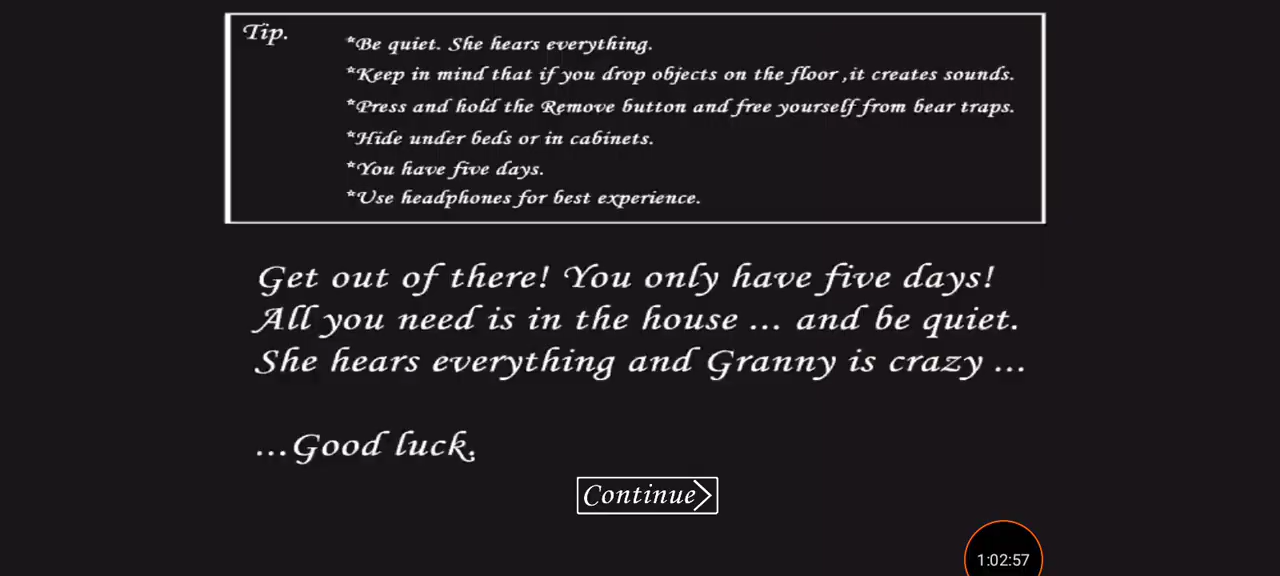 Tip.
*Be quiet. She hears everything.
*Keep in mind that if you drop objects on the floor ,it creates sounds.
*Press and hold the Remove button and free yourself from bear traps.
*Hide under beds or in cabinets.
*You have five days.
*Use headphones for best experience.
Get out of there! You only have five days!
All you need is in the house ... and be quiet.
She hears everything and Granny is crazy ...
...Good luck.
Continue
1:02:57